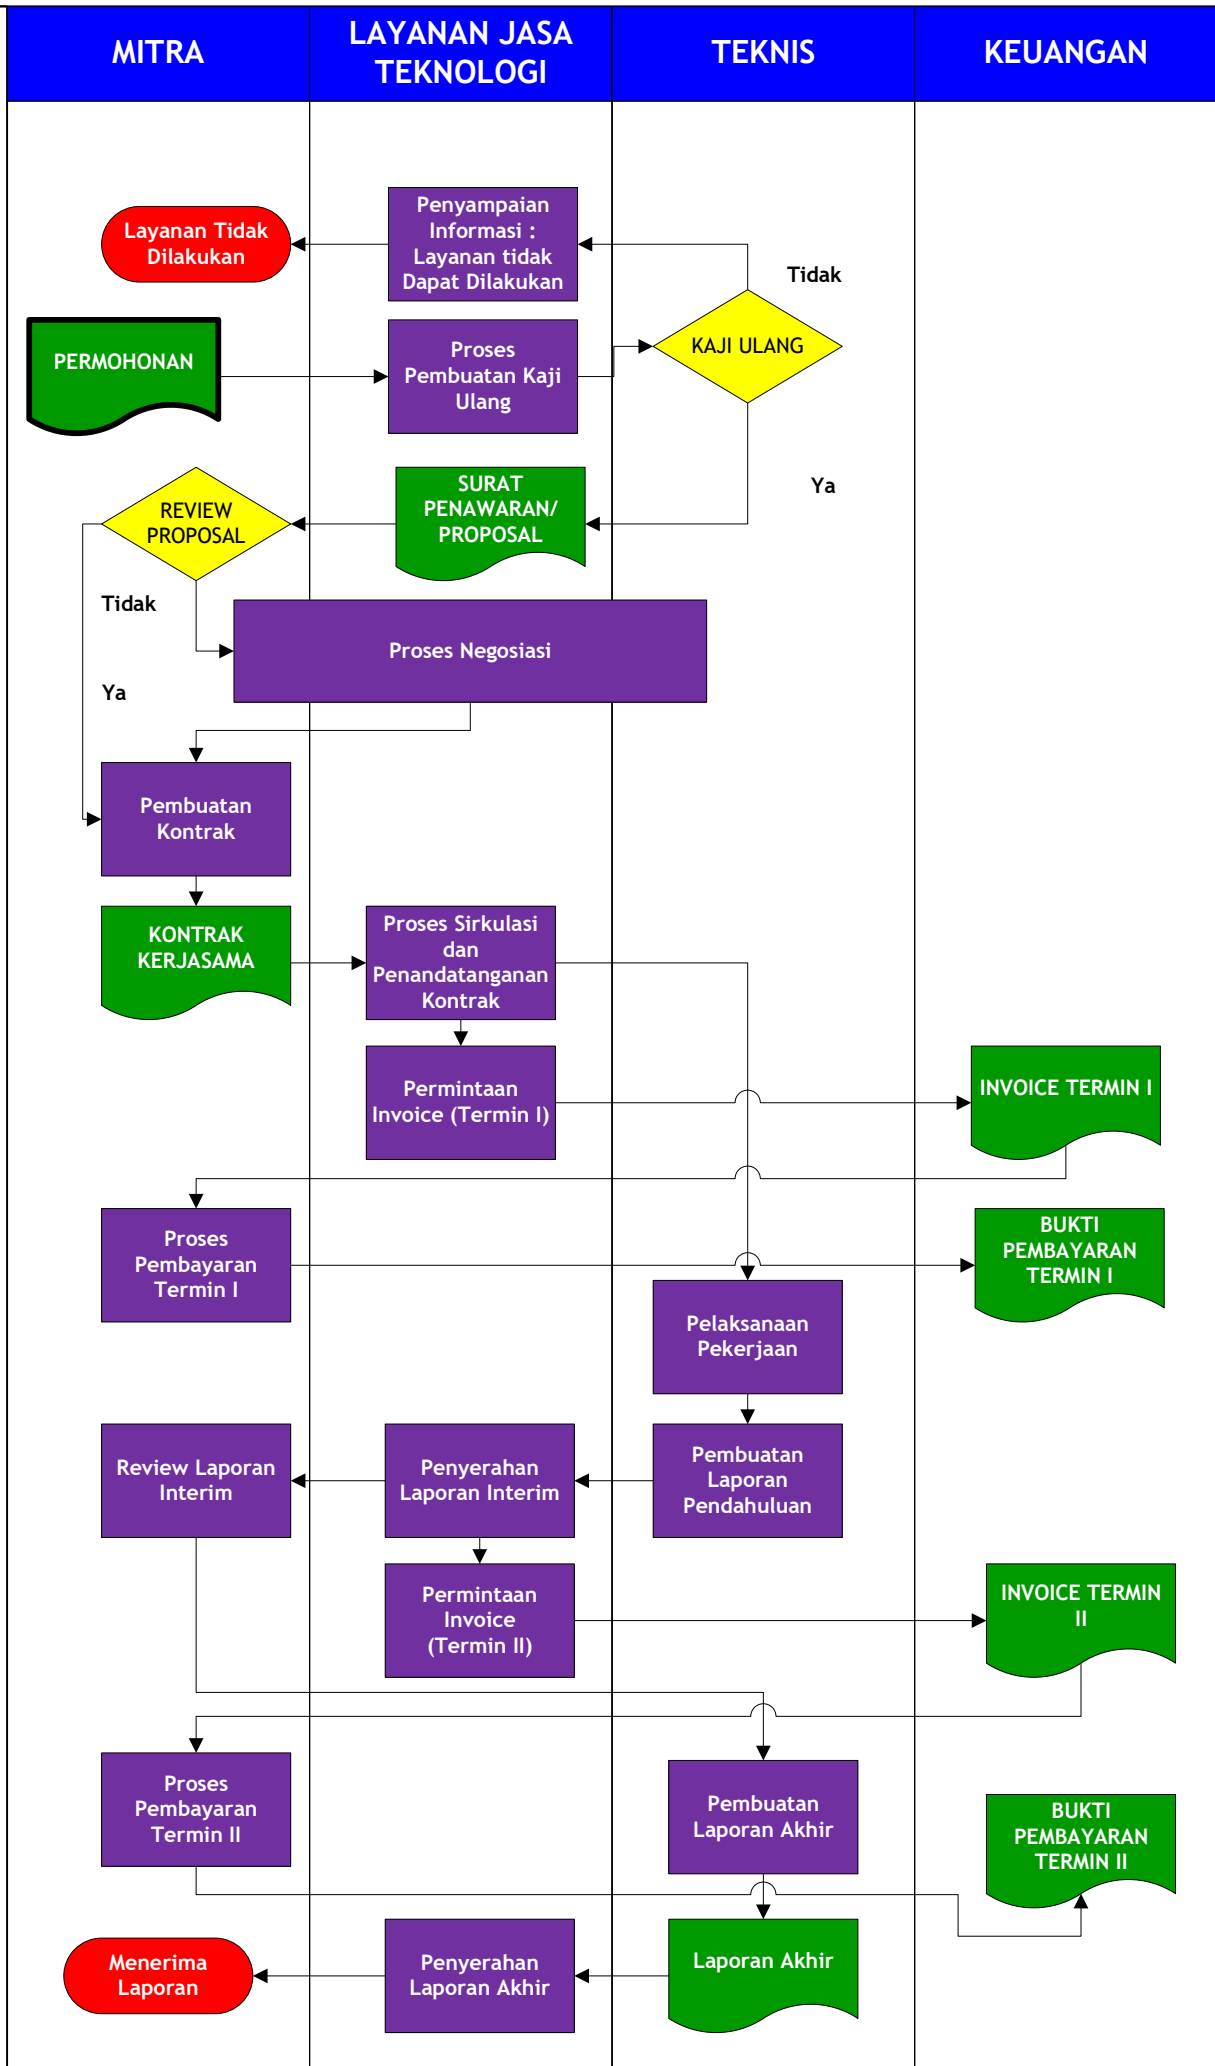 MITRA
LAYANAN JASA
TEKNOLOGI
TEKNIS
KEUANGAN
Layanan Tidak
Dilakukan
Penyampaian
Informasi :
Layanan tidak
Dapat Dilakukan
Tidak
PERMOHONAN
Proses
Pembuatan Kaji
Ulang
KAJI ULANG
REVIEW
PROPOSAL
SURAT
PENAWARAN/
PROPOSAL
Ya
Tidak
Proses Negosiasi
Ya
Pembuatan
Kontrak
KONTRAK
KERJASAMA
Proses Sirkulasi
dan
Penandatanganan
Kontrak
Permintaan
Invoice (Termin I)
INVOICE TERMIN I
Proses
Pembayaran
Termin I
BUKTI
PEMBAYARAN
TERMIN I
Pelaksanaan
Pekerjaan
Review Laporan
Interim
Penyerahan
Laporan Interim
Pembuatan
Laporan
Pendahuluan
Permintaan
Invoice
(Termin II)
INVOICE TERMIN
II
Proses
Pembayaran
Termin II
Pembuatan
Laporan Akhir
BUKTI
PEMBAYARAN
TERMIN II
Menerima
Laporan
Penyerahan
Laporan Akhir
Laporan Akhir